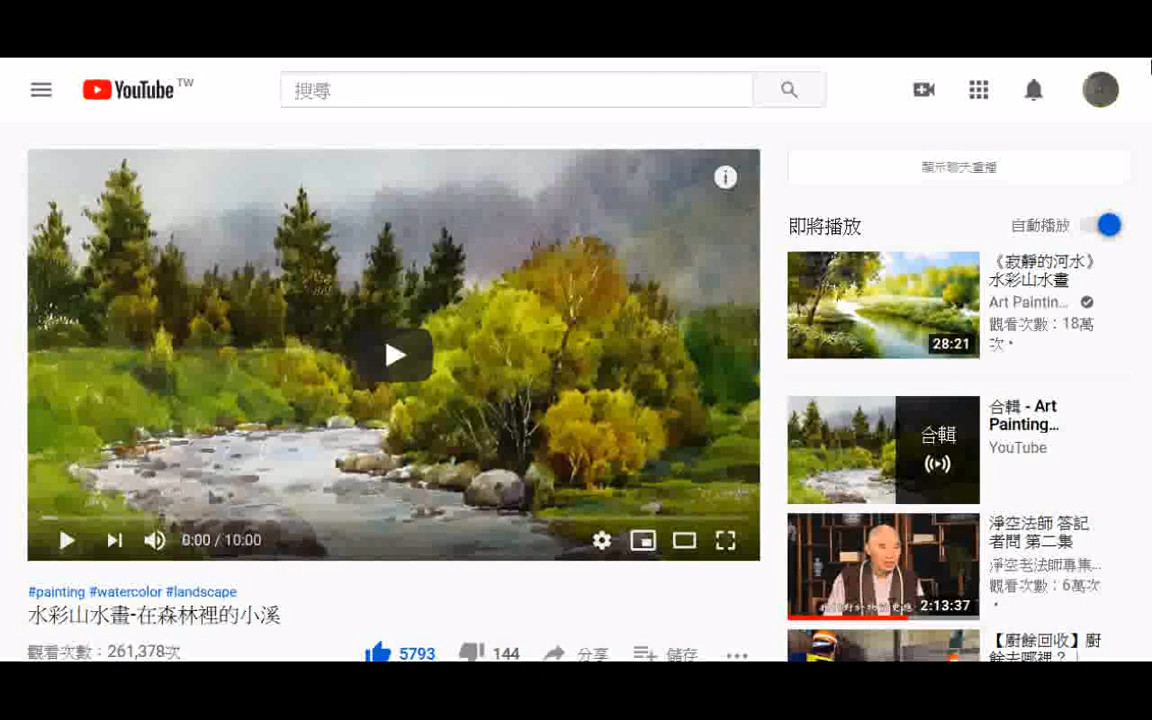 YouTube TW
搜尋
顯示聊天重播
即將播放
自動播放
《寂靜的河水》
水彩山水畫
Art Paintin...
觀看次數：18萬
次・
28:21
合輯
合輯 - Art
Painting...
YouTube
淨空法師 答記
者問 第二集
淨空老法師專集...
觀看次數：6萬次
・
2:13:37
【廚餘回收】廚
餘去哪裡？
0:00 / 10:00
#painting #watercolor #landscape
水彩山水畫-在森林裡的小溪
觀看次數：261,378次
5793
144
分享
儲存